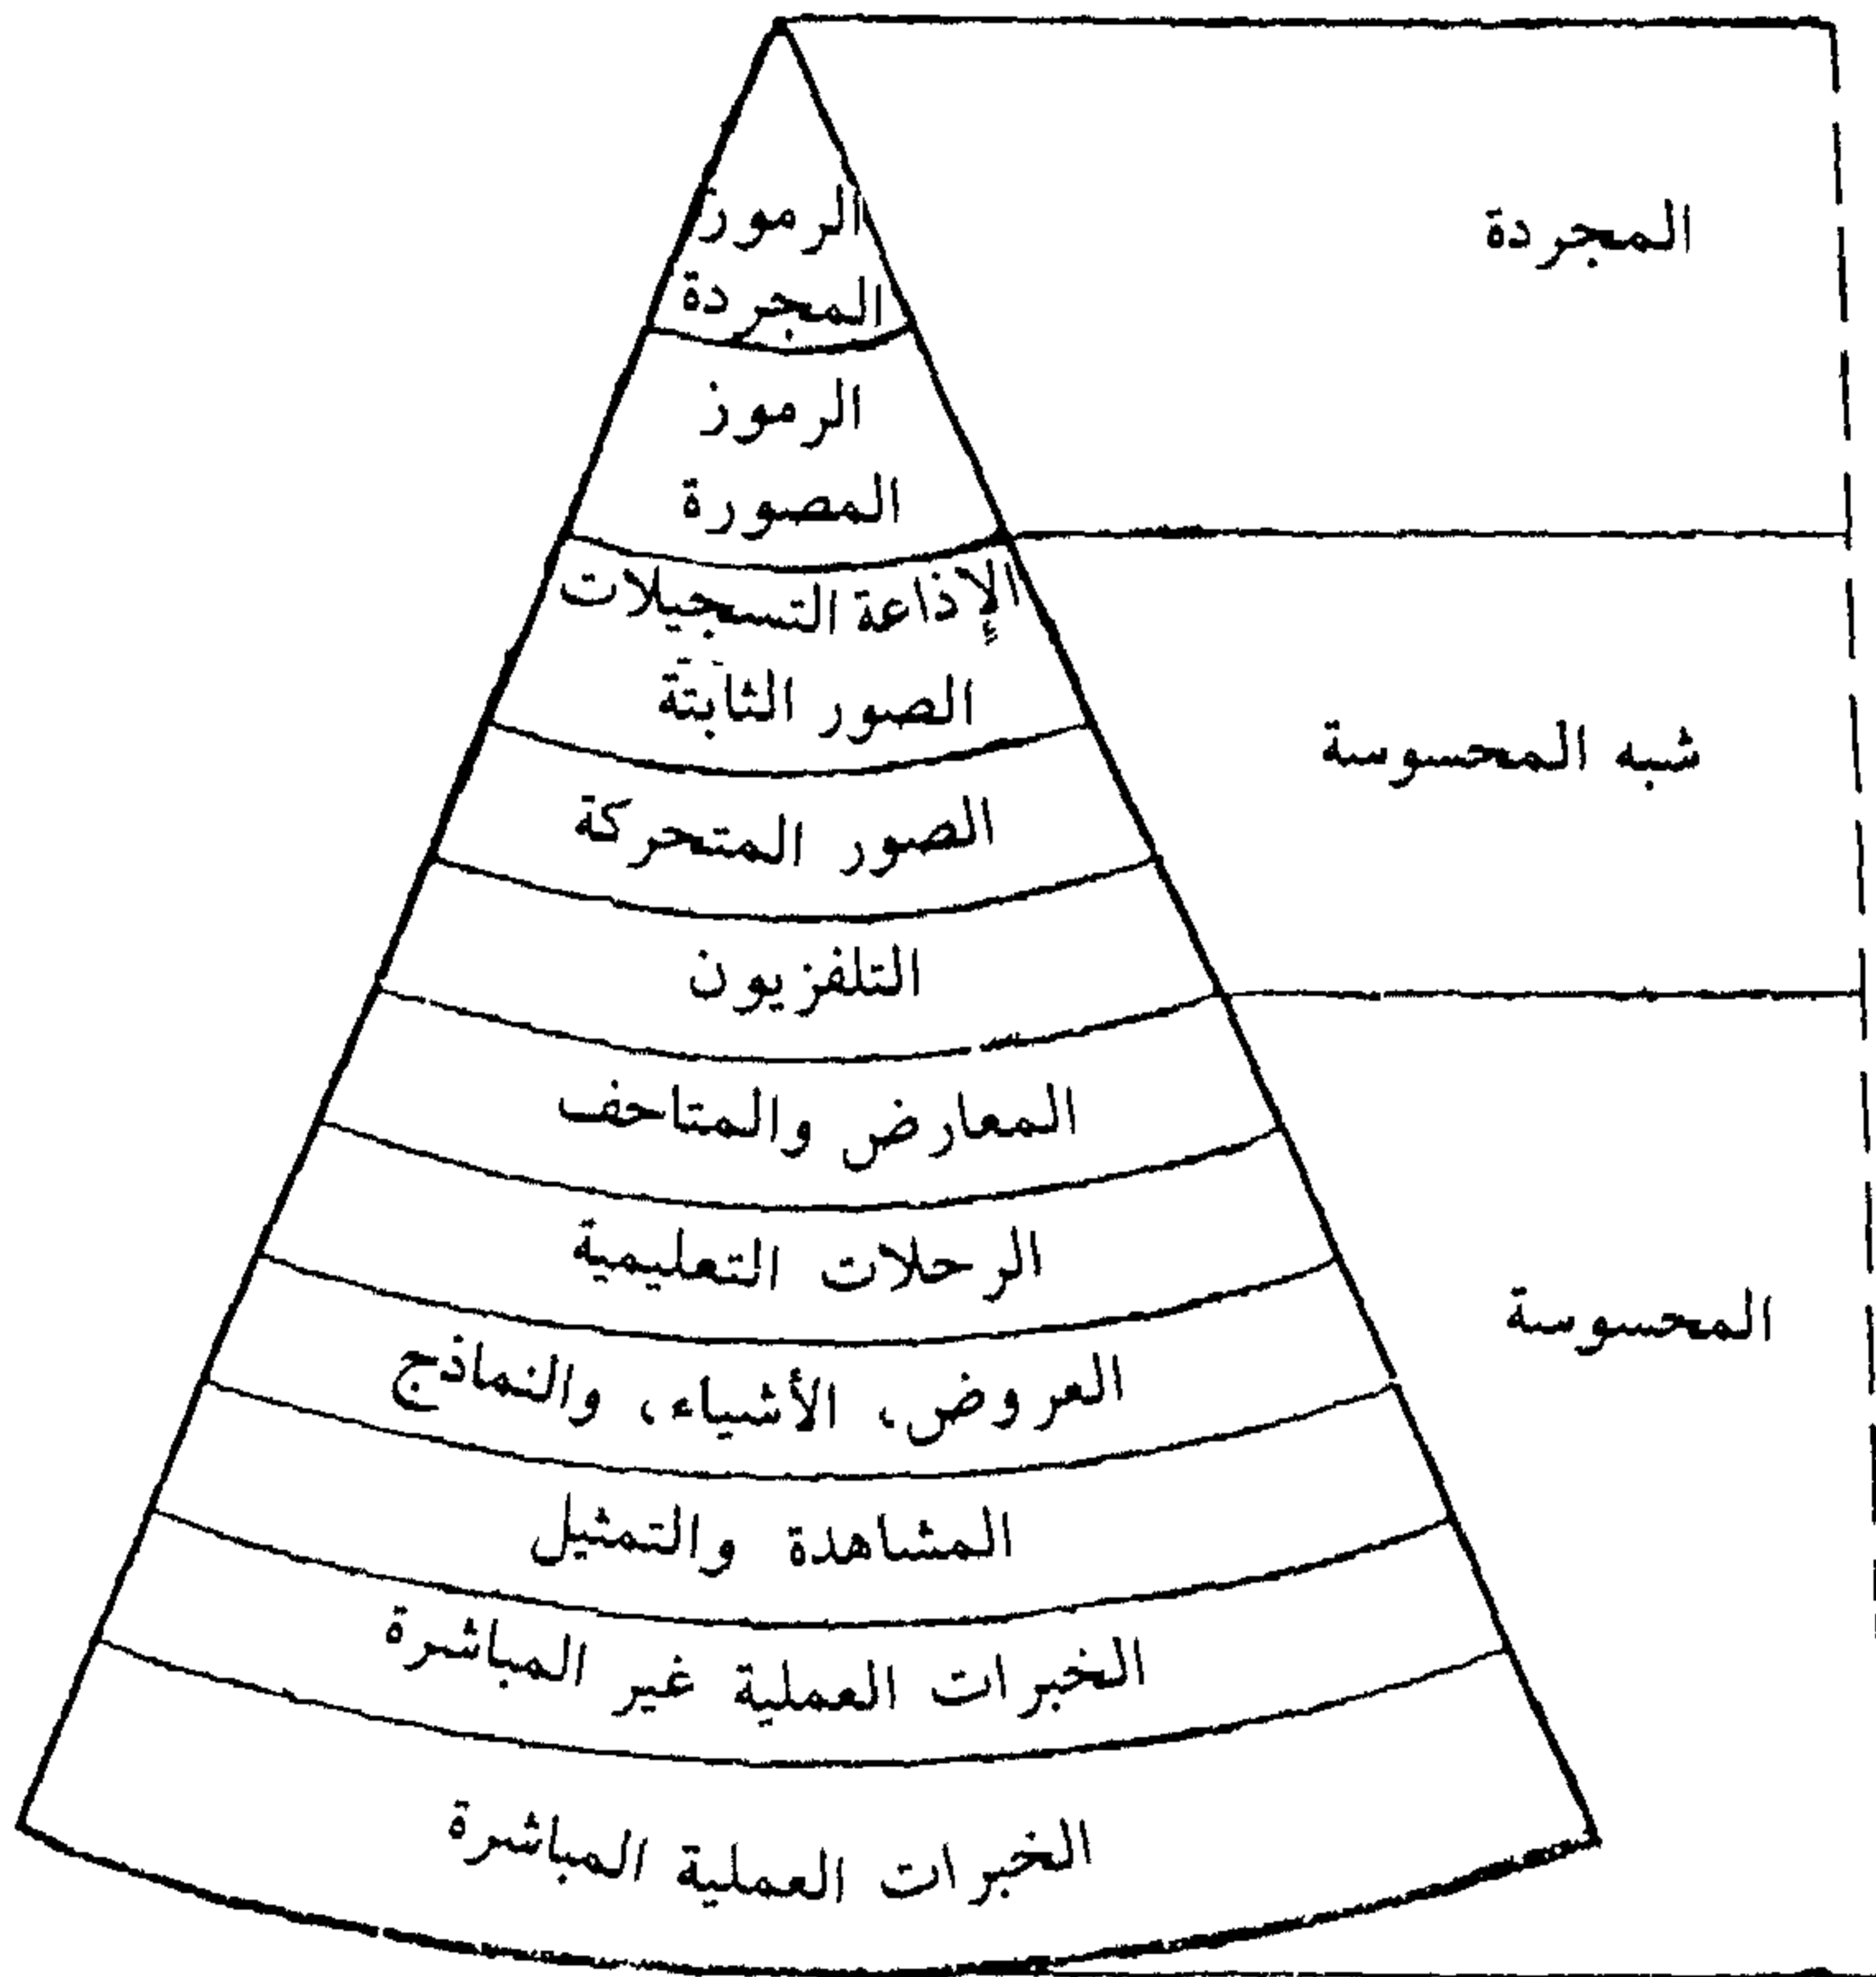 الرموز
المجردة
المجردة
الرموز
المصورة
الإذاعة التسجيلات
الصور الثابتة
شبه المحسوسة
الصور المتحركة
التلفزيون
المعارض والمتاحف
الرحلات التعليمية
المحسوسة
العروض، الأشياء، والنماذج
المشاهدة والتمثيل
الخبرات العملية غير المباشرة
الخبرات العملية المباشرة